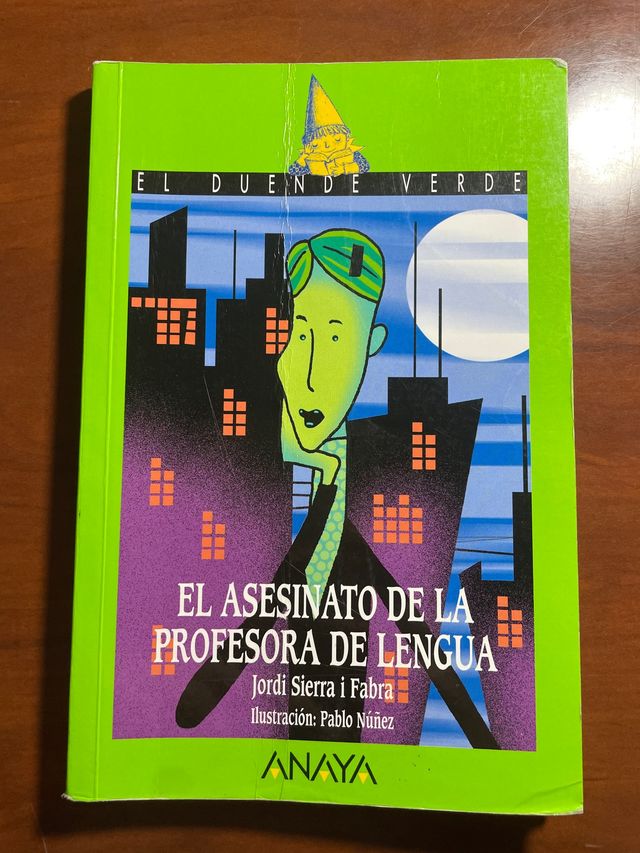 EL DUENDE VERDE
EL ASESINATO DE LA
PROFESORA DE LENGUA
Jordi Sierra i Fabra
Ilustración: Pablo Núñez
ANAYA